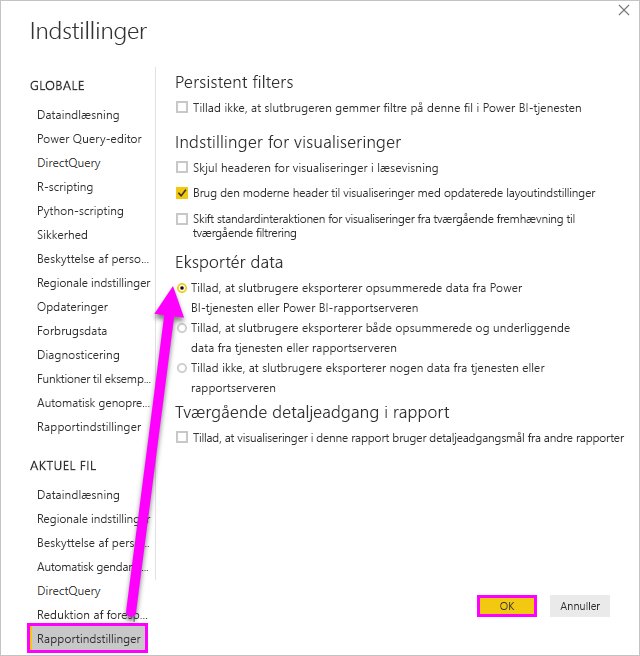 Indstillinger
GLOBALE
Dataindlæsning
Power Query-editor
DirectQuery
R-scripting
Python-scripting
Sikkerhed
Beskyttelse af perso...
Regionale indstillinger
Opdateringer
Forbrugsdata
Diagnosticering
Funktioner til eksemp...
Automatisk genopre...
Rapportindstillinger
AKTUEL FIL
Dataindlæsning
Regionale indstillinger
Beskyttelse af perso...
Automatisk gendan...
DirectQuery
Reduktion af foresp...
Rapportindstillinger
Persistent filters
Tillad ikke, at slutbrugeren gemmer filtre på denne fil i Power BI-tjenesten
Indstillinger for visualiseringer
Skjul headeren for visualiseringer i læsevisning
Brug den moderne header til visualiseringer med opdaterede layoutindstillinger
Skift standardinteraktionen for visualiseringer fra tværgående fremhævning til
tværgående filtrering
Eksportér data
Tillad, at slutbrugere eksporterer opsummerede data fra Power
BI-tjenesten eller Power BI-rapportserveren
Tillad, at slutbrugere eksporterer både opsummerede og underliggende
data fra tjenesten eller rapportserveren
Tillad ikke, at slutbrugere eksporterer nogen data fra tjenesten eller
rapportserveren
Tværgående detaljeadgang i rapport
Tillad, at visualiseringer i denne rapport bruger detaljeadgangsmål fra andre rapporter
OK
Annuller